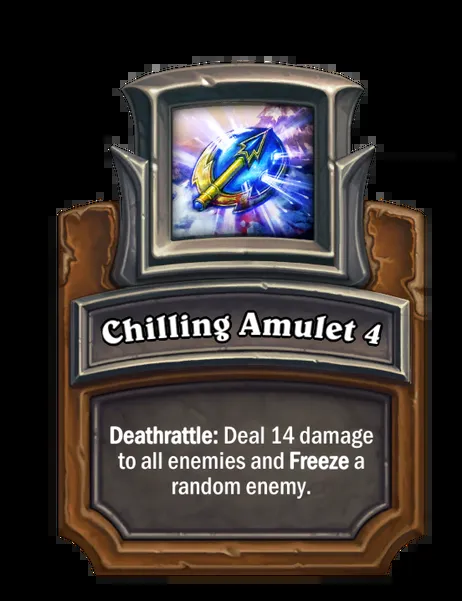 Chilling Amulet 4
Deathrattle: Deal 14 damage
to all enemies and Freeze a
random enemy.